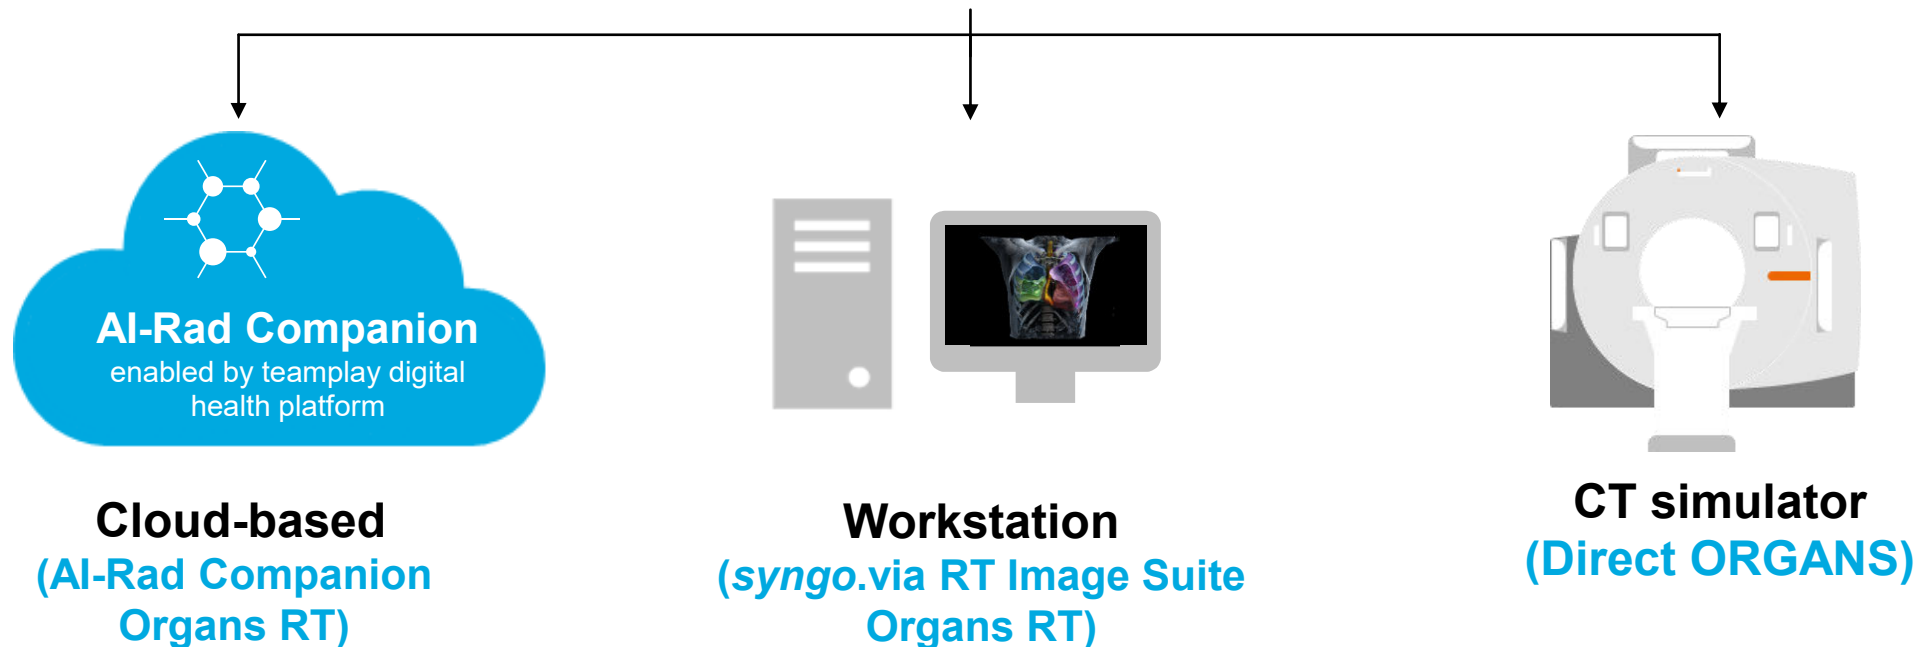 AI-Rad Companion
enabled by teamplay digital
health platform
Cloud-based
(AI-Rad Companion
Organs RT)
Workstation
(syngo.via RT Image Suite
Organs RT)
CT simulator
(Direct ORGANS)